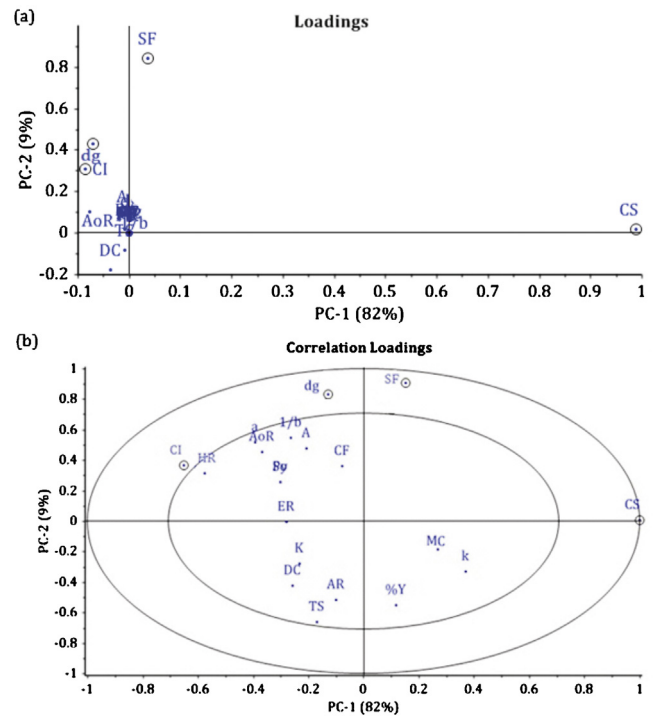 (a)
Loadings
SF
0.8
0.6
0.4
dg
CI
0.2
AoR
/b
0
CS
DC
-0.2
-0.1
0
0.1
0.2
0.3
0.4
0.5
0.6
0.7
0.8
0.9
1
PC-2 (9%)
PC-1 (82%)
(b)
Correlation Loadings
1
0.8
dg
SF
0.6
a
1/b
AoR
A
0.4
CI
HR
CF
0.2
ER
0
CS
-0.2
K
MC
k
DC
-0.4
AR
%Y
TS
-0.6
-0.8
-1
-1
-0.8
-0.6
-0.4
-0.2
0
0.2
0.4
0.6
0.8
1
PC-2 (9%)
PC-1 (82%)